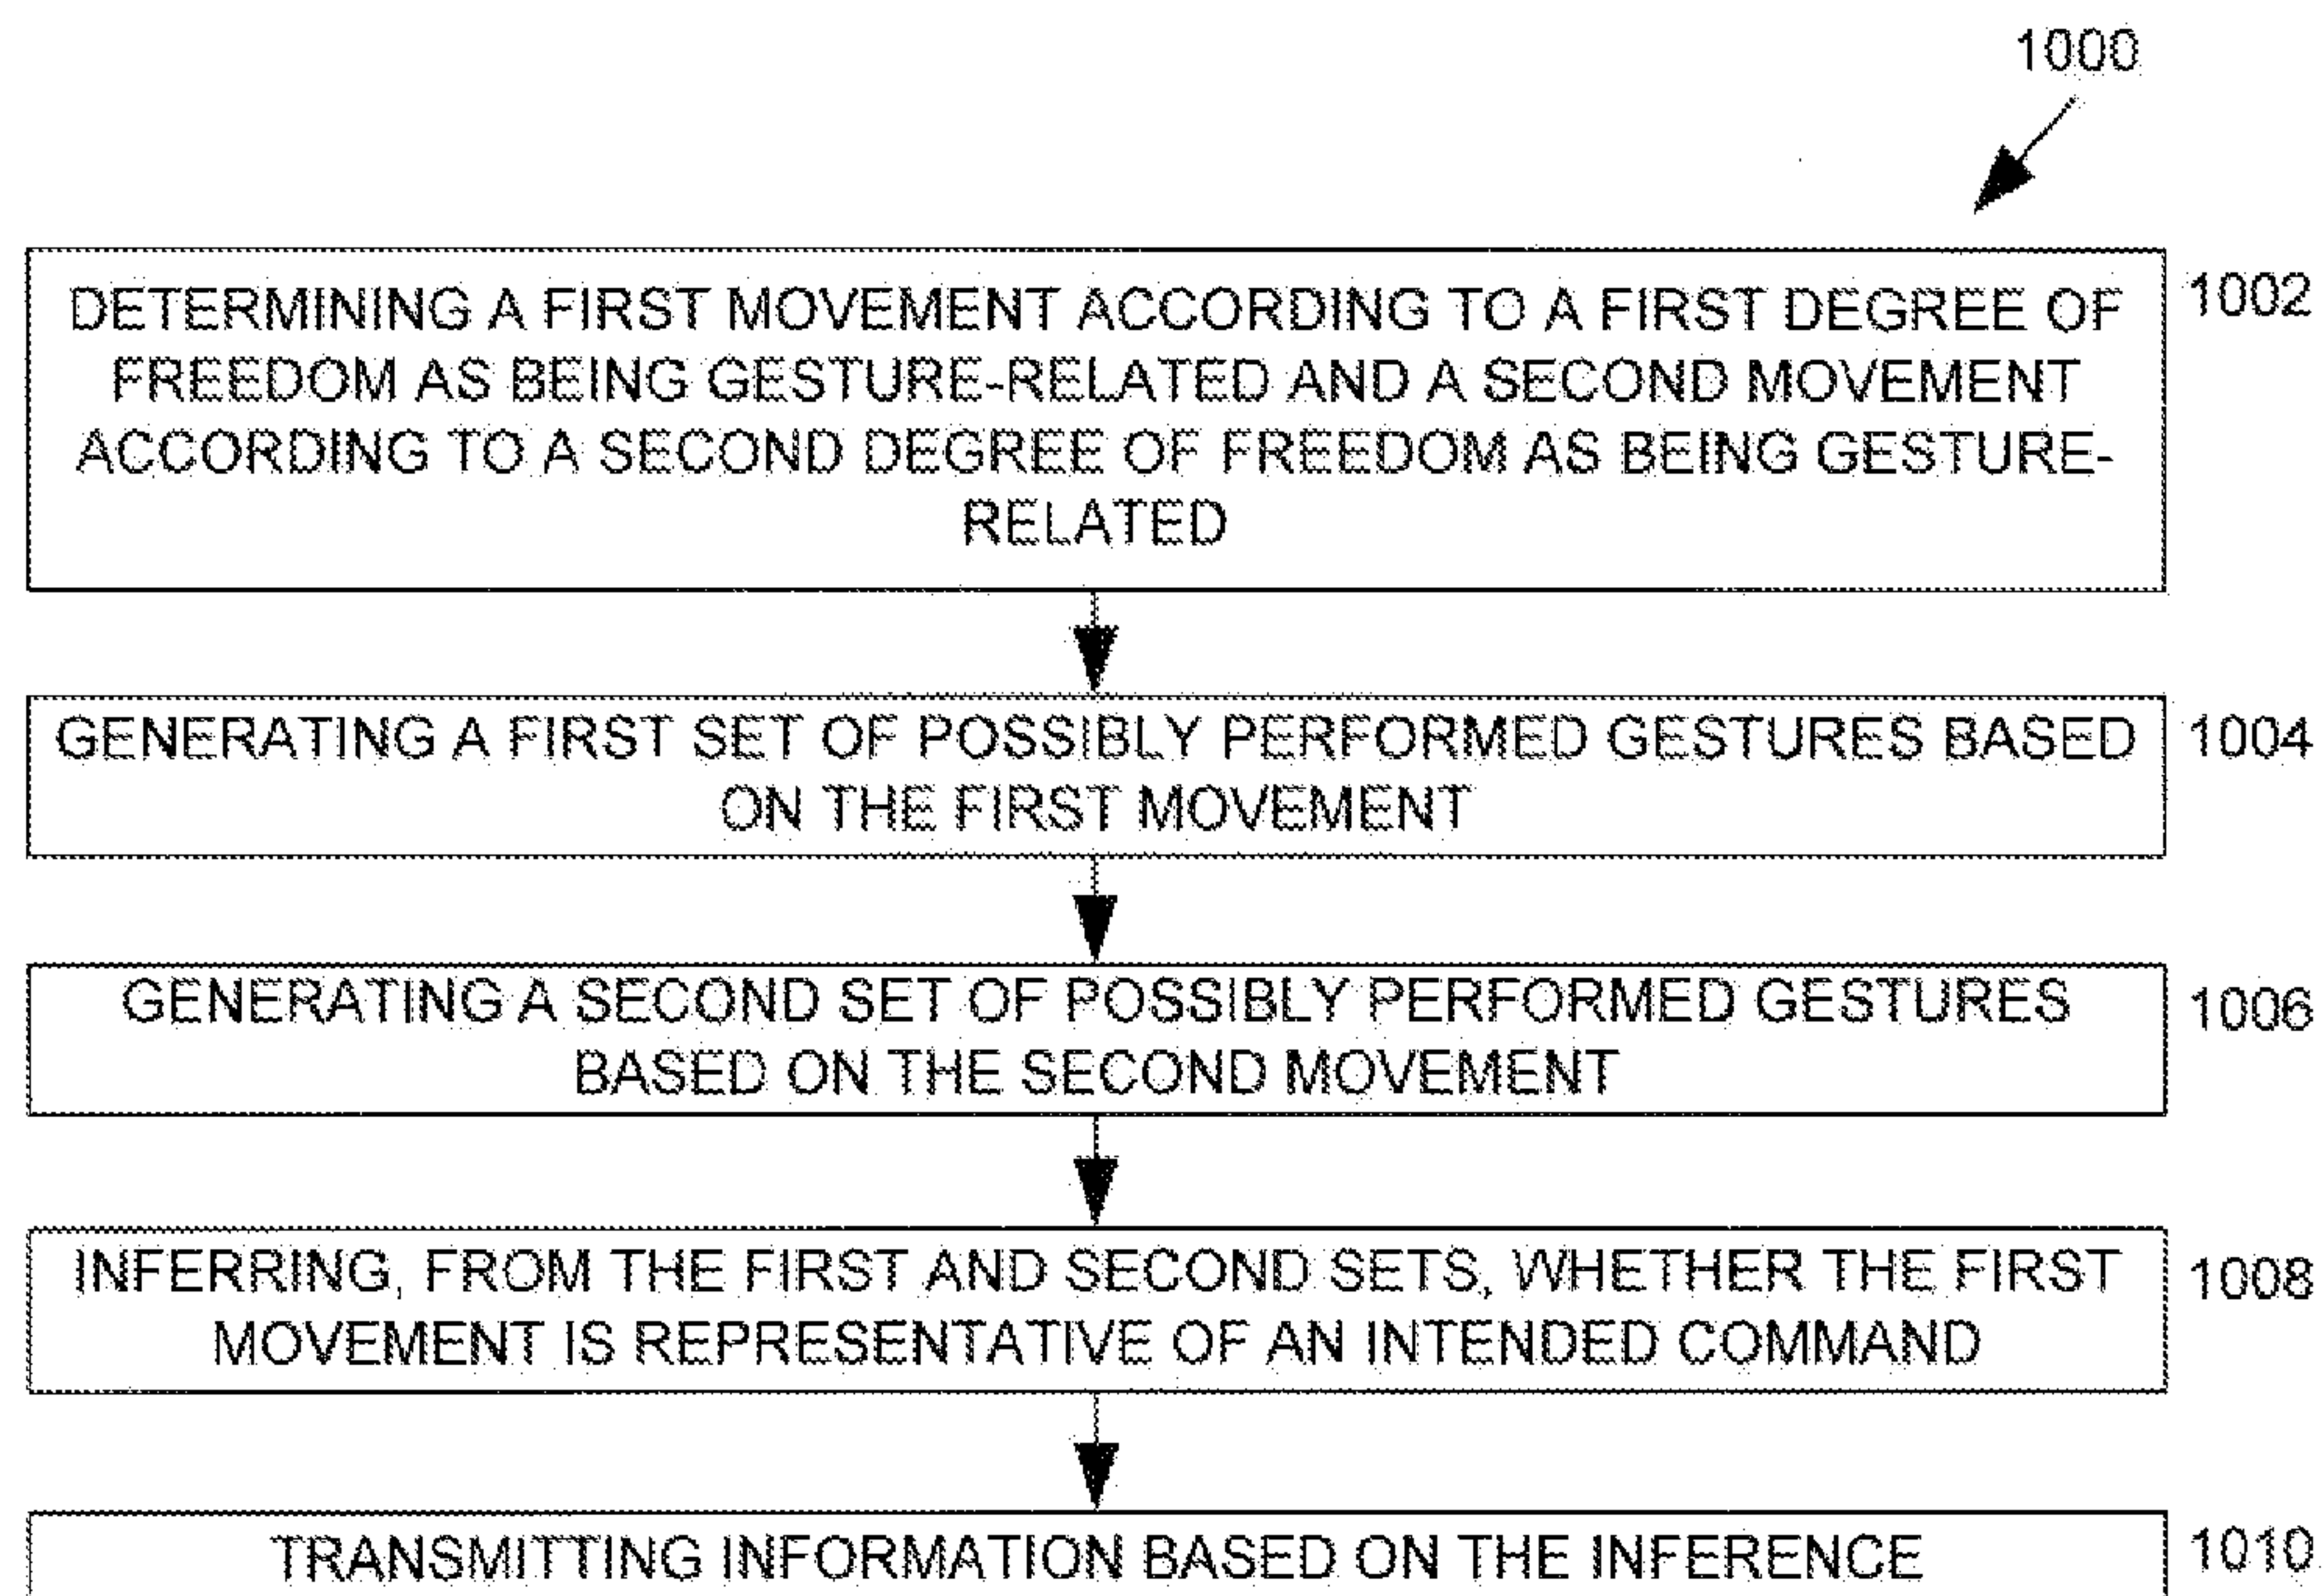 1000
DETERMINING A FIRST MOVEMENT ACCORDING TO A FIRST DEGREE OF
FREEDOM AS BEING GESTURE-RELATED AND A SECOND MOVEMENT
ACCORDING TO A SECOND DEGREE OF FREEDOM AS BEING GESTURE-
RELATED
1002
GENERATING A FIRST SET OF POSSIBLY PERFORMED GESTURES BASED
ON THE FIRST MOVEMENT
1004
GENERATING A SECOND SET OF POSSIBLY PERFORMED GESTURES
BASED ON THE SECOND MOVEMENT
1006
INFERRING, FROM THE FIRST AND SECOND SETS, WHETHER THE FIRST
MOVEMENT IS REPRESENTATIVE OF AN INTENDED COMMAND
1008
TRANSMITTING INFORMATION BASED ON THE INFERENCE
1010